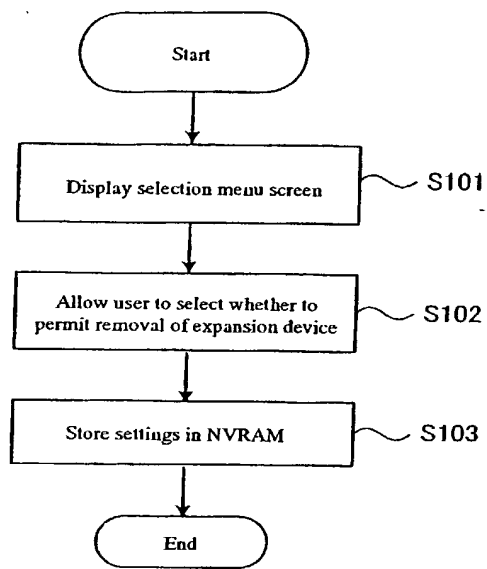 Start
Display selection menu screen
S101
Allow user to select whether to
permit removal of expansion device
S102
Store settings in NVRAM
S103
End